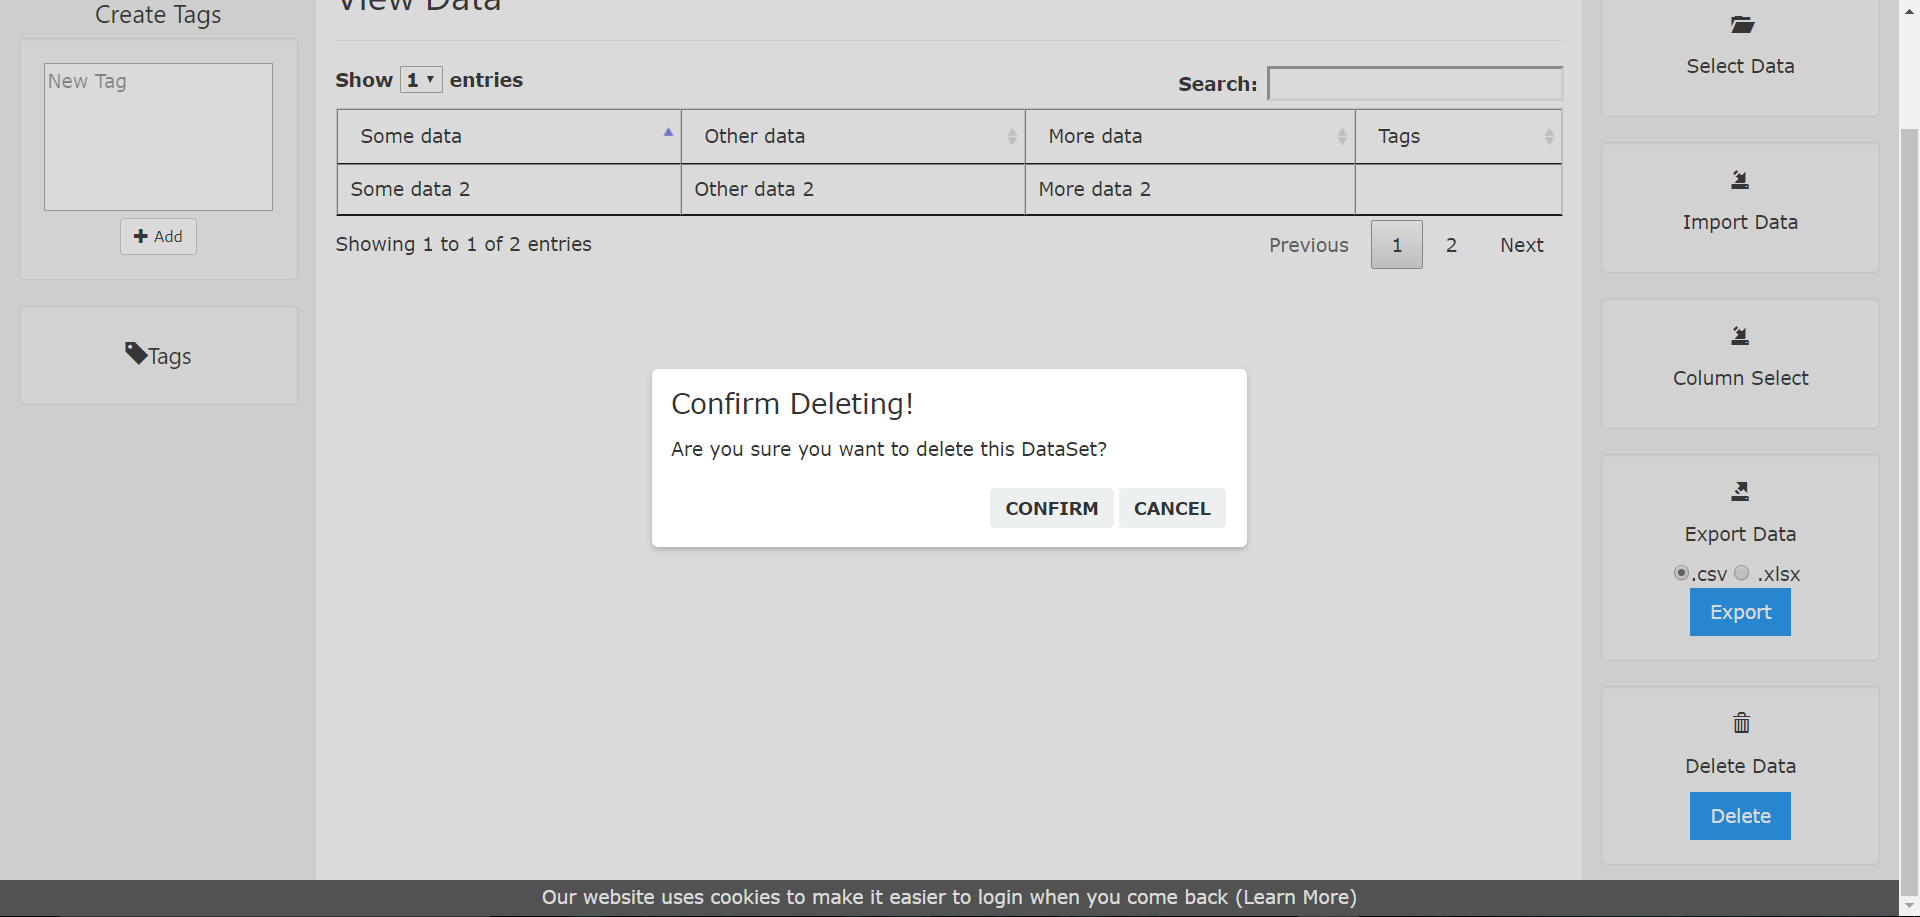 Create Tags
New Tag
Add
Tags
View Data
Show 1 entries
Search:
Some data Other data More data Tags
Some data 2 Other data 2 More data 2
Showing 1 to 1 of 2 entries
Previous 1 2 Next
Confirm Deleting!
Are you sure you want to delete this DataSet?
CONFIRM CANCEL
Select Data
Import Data
Column Select
Export Data
.csv .xlsx
Export
Delete Data
Delete
Our website uses cookies to make it easier to login when you come back (Learn More)